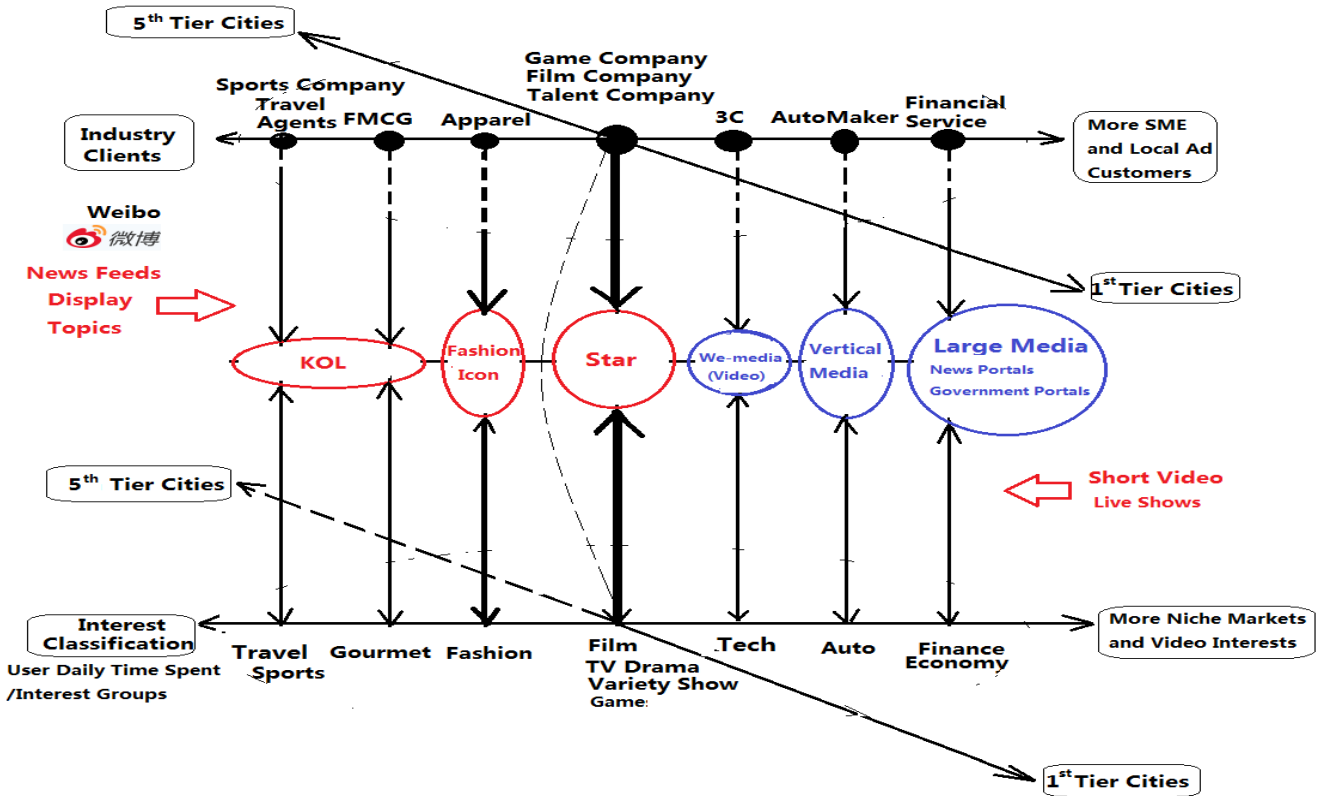 5th Tier Cities
Game Company
Film Company
Talent Company
Sports Company
Travel
Agents
FMCG
Apparel
3C
AutoMaker
Financial
Service
Industry
Clients
More SME
and Local Ad
Customers
Weibo
微博
News Feeds
Display
Topics
1st Tier Cities
KOL
Fashion
Icon
Star
We-media
(Video)
Vertical
Media
Large Media
News Portals
Government Portals
5th Tier Cities
Short Video
Live Shows
Interest
Classification
User Daily Time Spent
/Interest Groups
Travel
Sports
Gourmet
Fashion
Film
TV Drama
Variety Show
Game
Tech
Auto
Finance
Economy
More Niche Markets
and Video Interests
1st Tier Cities